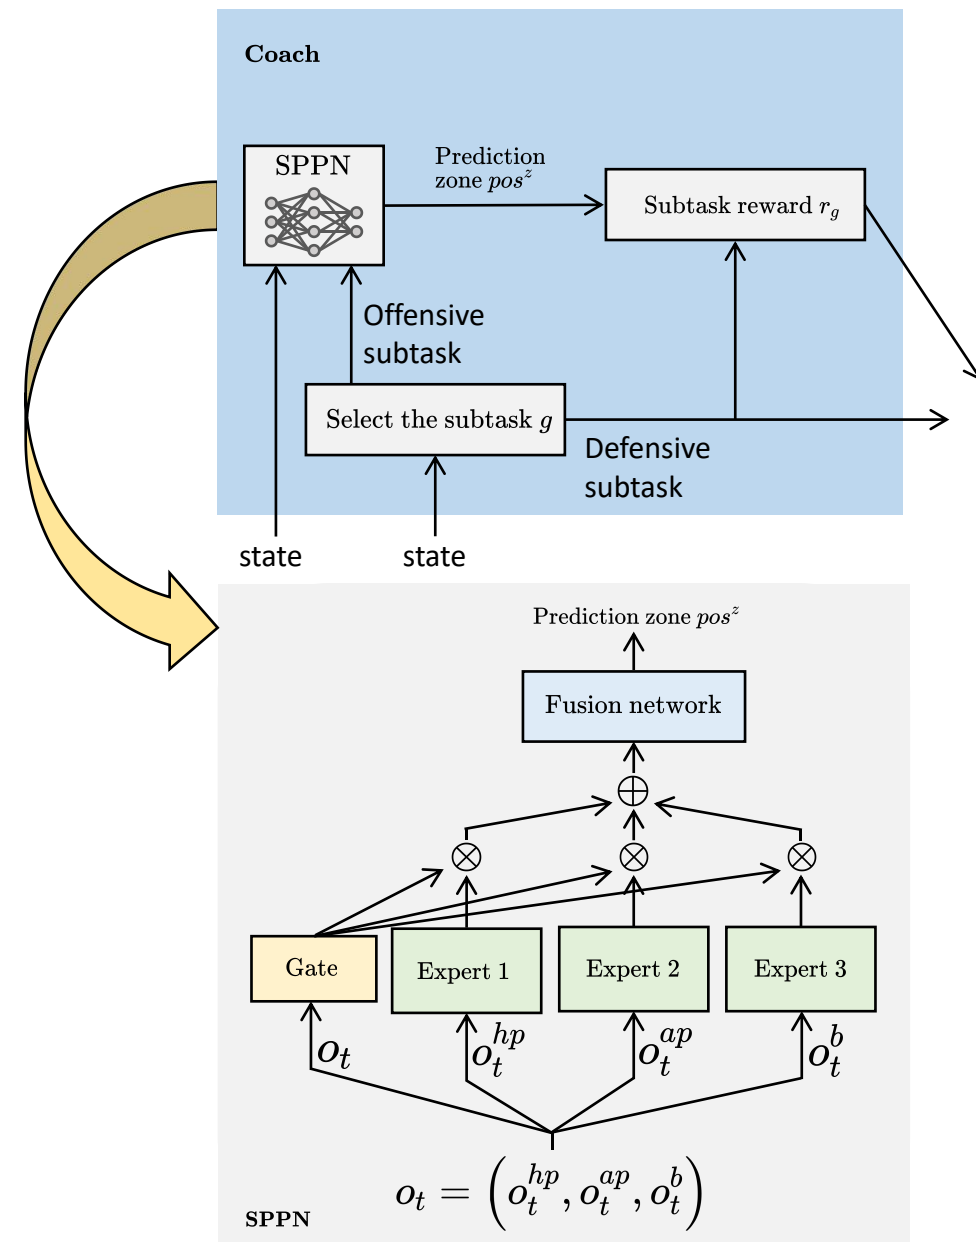 Coach
SPPN
Prediction
zone $pos^z$
Subtask reward $r_g$
Offensive
subtask
Select the subtask $g$
Defensive
subtask
state
state
Prediction zone $pos^z$
Fusion network
Gate
Expert 1
Expert 2
Expert 3
$o_t$
$o_t^{hp}$
$o_t^{ap}$
$o_t^b$
$o_t = \left(o_t^{hp}, o_t^{ap}, o_t^b\right)$
SPPN